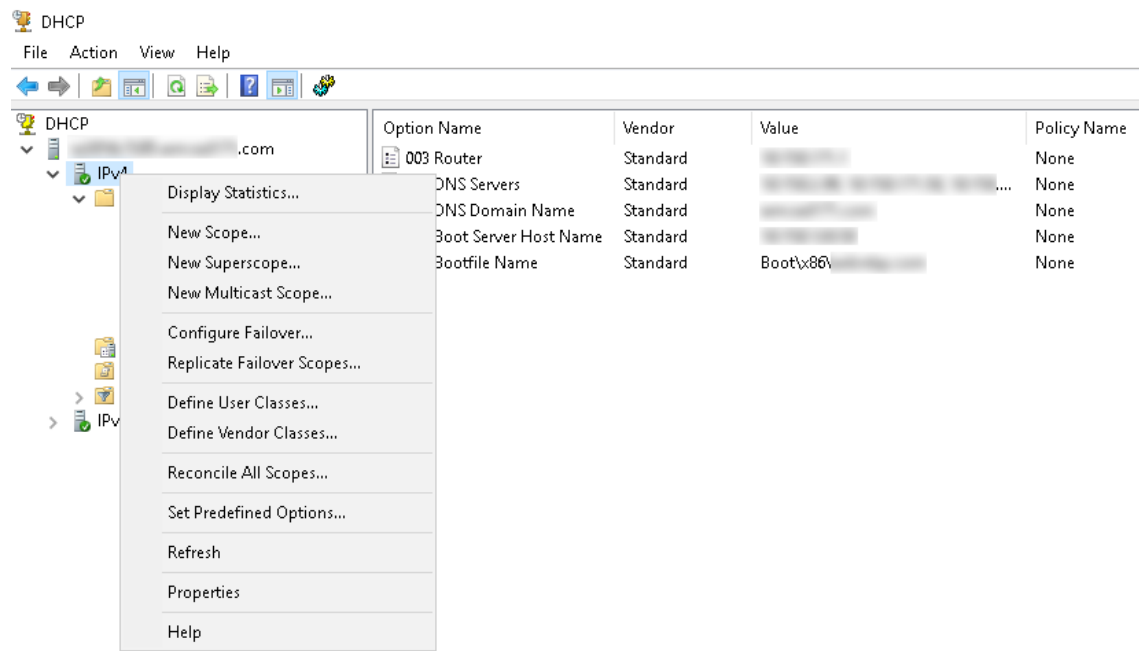 DHCP
File Action View Help
DHCP
.com
IPv4
IPv
Display Statistics...
New Scope...
New Superscope...
New Multicast Scope...
Configure Failover...
Replicate Failover Scopes...
Define User Classes...
Define Vendor Classes...
Reconcile All Scopes...
Set Predefined Options...
Refresh
Properties
Help
Option Name Vendor Value Policy Name
003 Router Standard None
DNS Servers Standard ... None
DNS Domain Name Standard None
Boot Server Host Name Standard None
Bootfile Name Standard Boot\x86\ None